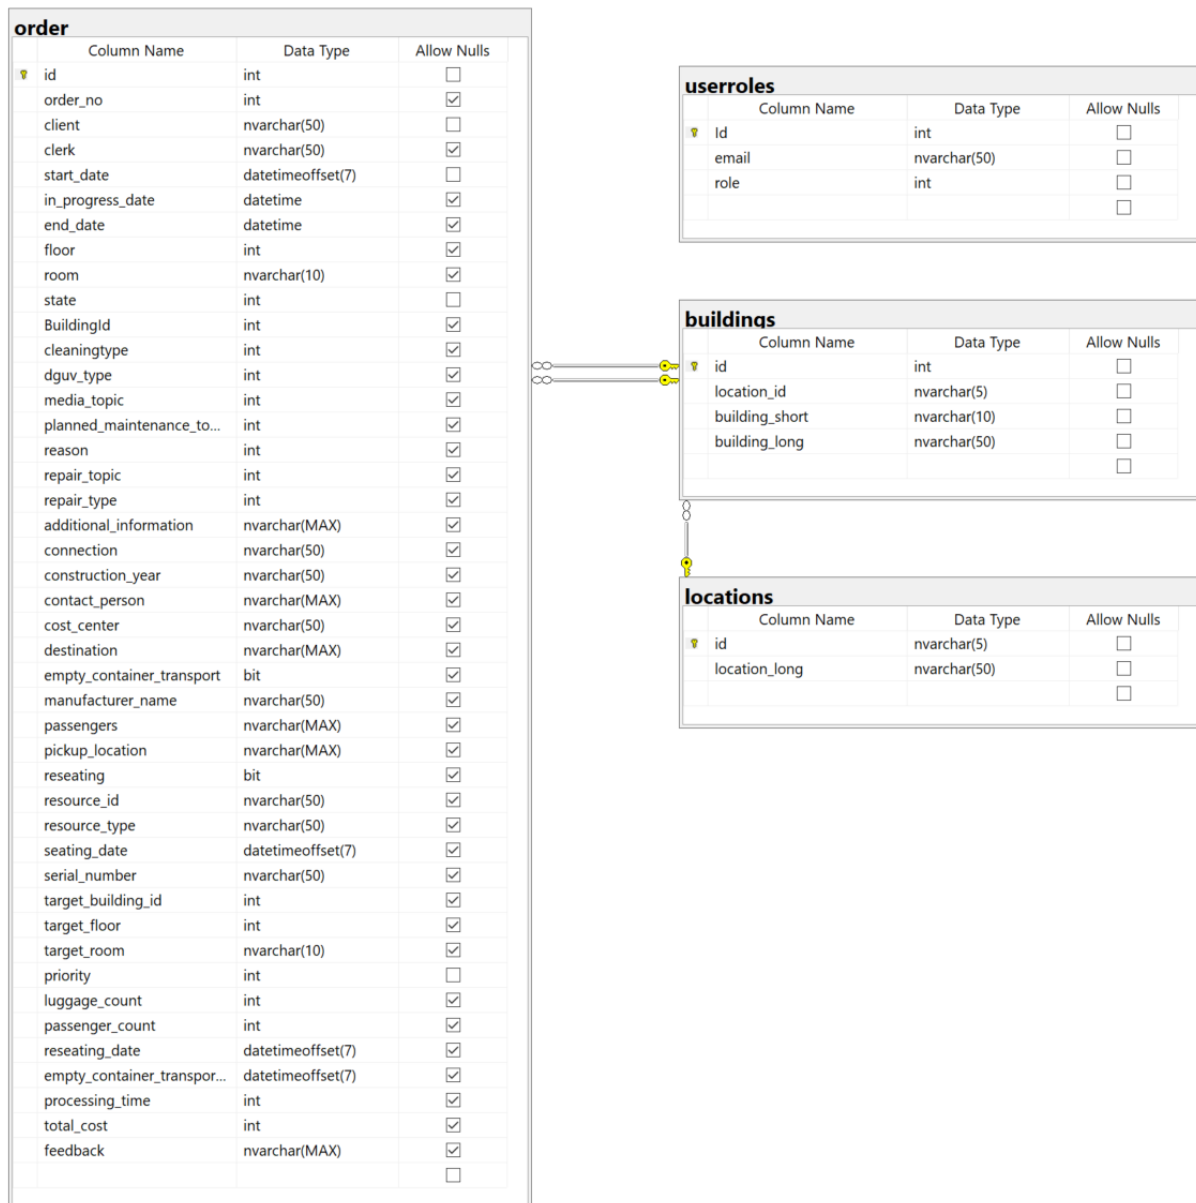 order
Column Name Data Type Allow Nulls
id int
order_no int
client nvarchar(50)
clerk nvarchar(50)
start_date datetimeoffset(7)
in_progress_date datetime
end_date datetime
floor int
room nvarchar(10)
state int
BuildingId int
cleaningtype int
dguv_type int
media_topic int
planned_maintenance_to... int
reason int
repair_topic int
repair_type int
additional_information nvarchar(MAX)
connection nvarchar(50)
construction_year nvarchar(50)
contact_person nvarchar(MAX)
cost_center nvarchar(50)
destination nvarchar(MAX)
empty_container_transport bit
manufacturer_name nvarchar(50)
passengers nvarchar(MAX)
pickup_location nvarchar(MAX)
reseating bit
resource_id nvarchar(50)
resource_type nvarchar(50)
seating_date datetimeoffset(7)
serial_number nvarchar(50)
target_building_id int
target_floor int
target_room nvarchar(10)
priority int
luggage_count int
passenger_count int
reseating_date datetimeoffset(7)
empty_container_transpor... datetimeoffset(7)
processing_time int
total_cost int
feedback nvarchar(MAX)
userroles
Column Name Data Type Allow Nulls
Id int
email nvarchar(50)
role int
buildings
Column Name Data Type Allow Nulls
id int
location_id nvarchar(5)
building_short nvarchar(10)
building_long nvarchar(50)
locations
Column Name Data Type Allow Nulls
id nvarchar(5)
location_long nvarchar(50)